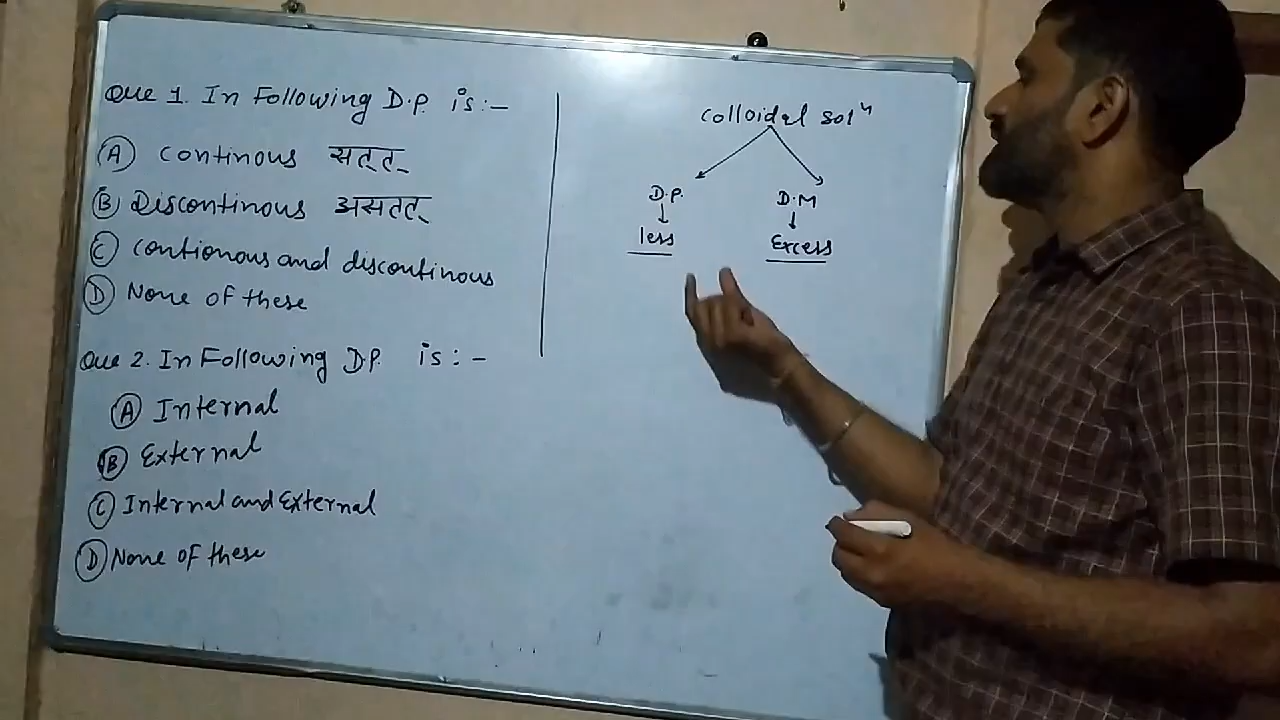 Que 1. In Following D.P. is:-
(A) continous सतत्
(B) Discontinous असतत्
(C) contionous and discontinous
(D) None of these
Que 2. In Following D.P. is:-
(A) Internal
(B) External
(C) Internal and External
(D) None of these
colloidal solⁿ
D.P. D.M
less Excess